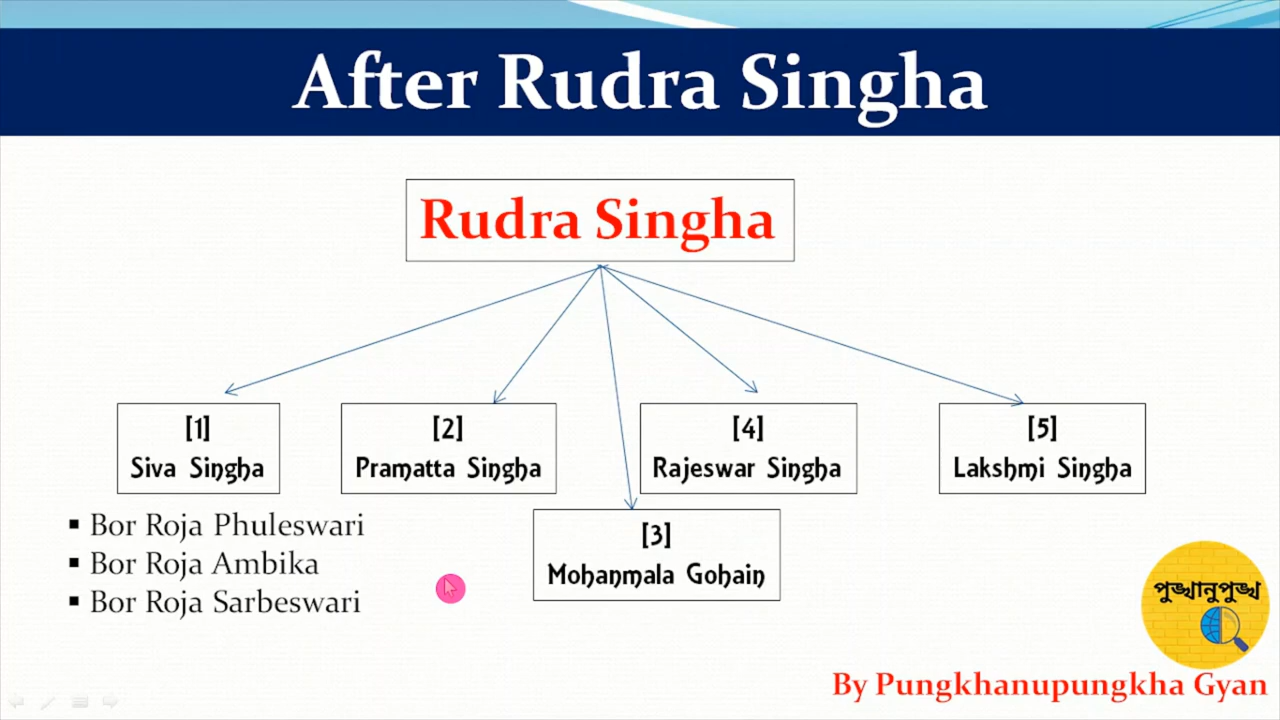 After Rudra Singha
Rudra Singha
[1]
Siva Singha
[2]
Pramatta Singha
[4]
Rajeswar Singha
[5]
Lakshmi Singha
[3]
Mohanmala Gohain
▪ Bor Roja Phuleswari
▪ Bor Roja Ambika
▪ Bor Roja Sarbeswari
পুঙ্খানুপুঙ্খ
By Pungkhanupungkha Gyan